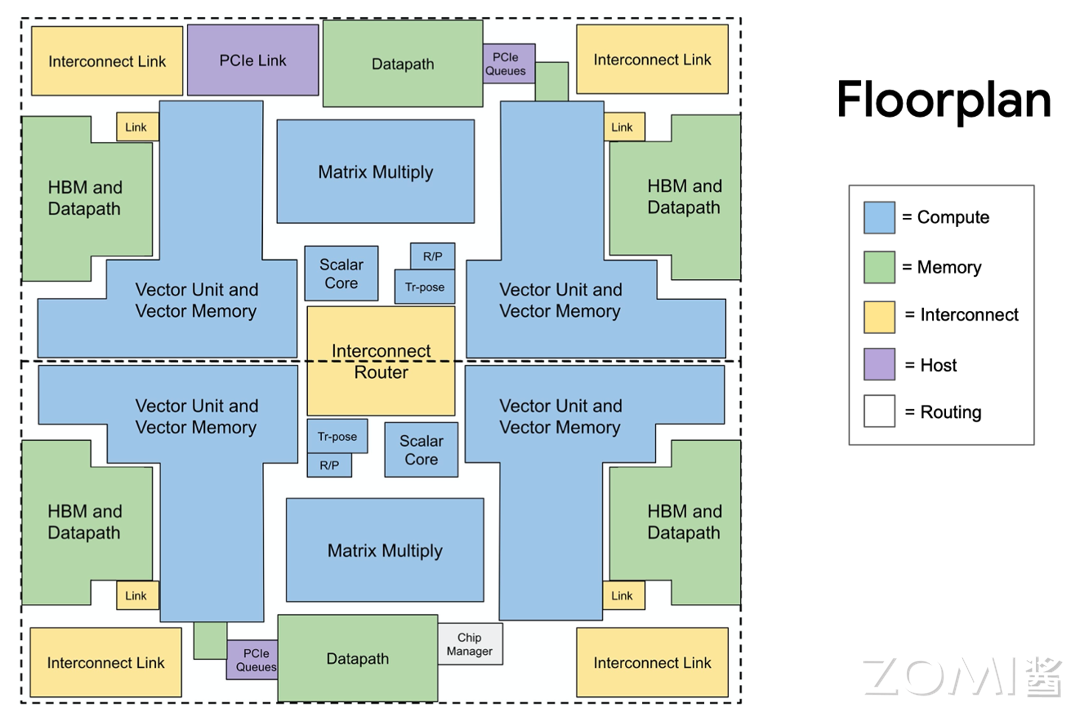 Interconnect Link
PCIe Link
Datapath
PCIe
Queues
Interconnect Link
Floorplan
Link
Link
HBM and
Datapath
Matrix Multiply
HBM and
Datapath
Scalar
Core
R/P
Tr-pose
Vector Unit and
Vector Memory
Vector Unit and
Vector Memory
Interconnect
Router
Vector Unit and
Vector Memory
Vector Unit and
Vector Memory
Tr-pose
R/P
Scalar
Core
HBM and
Datapath
Matrix Multiply
HBM and
Datapath
Link
Link
Interconnect Link
PCIe
Queues
Datapath
Chip
Manager
Interconnect Link
= Compute
= Memory
= Interconnect
= Host
= Routing
ZOMI酱